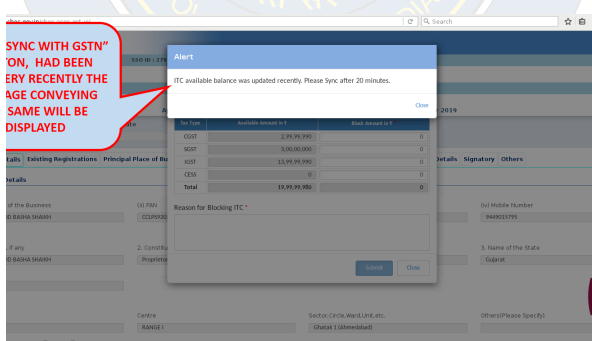 Search
SYNC WITH GSTN"
TON, HAD BEEN
ERY RECENTLY THE
AGE CONVEYING
SAME WILL BE
DISPLAYED
SSO ID :
Alert
ITC available balance was updated recently. Please Sync after 20 minutes.
Close
2019
Tax Type Available Amount in ₹ Block Amount in ₹
CGST 2,99,99,990 0
SGST 3,00,00,000 0
IGST 13,99,99,990 0
CESS 0 0
Total 19,99,99,980 0
Existing Registrations Principal Place of Bu Details Signatory Others
Details
of the Business (ii) PAN (iv) Mobile Number
BASHA SHAIKH 9449015795
Reason for Blocking ITC *
, if any 2. Constitu 3. Name of the State
BASHA SHAIKH Proprietor Gujarat
Submit Close
Centre Sector,Circle,Ward,Unit,etc. Others(Please Specify)
RANGE I Ghatak 1 (Ahmedabad)